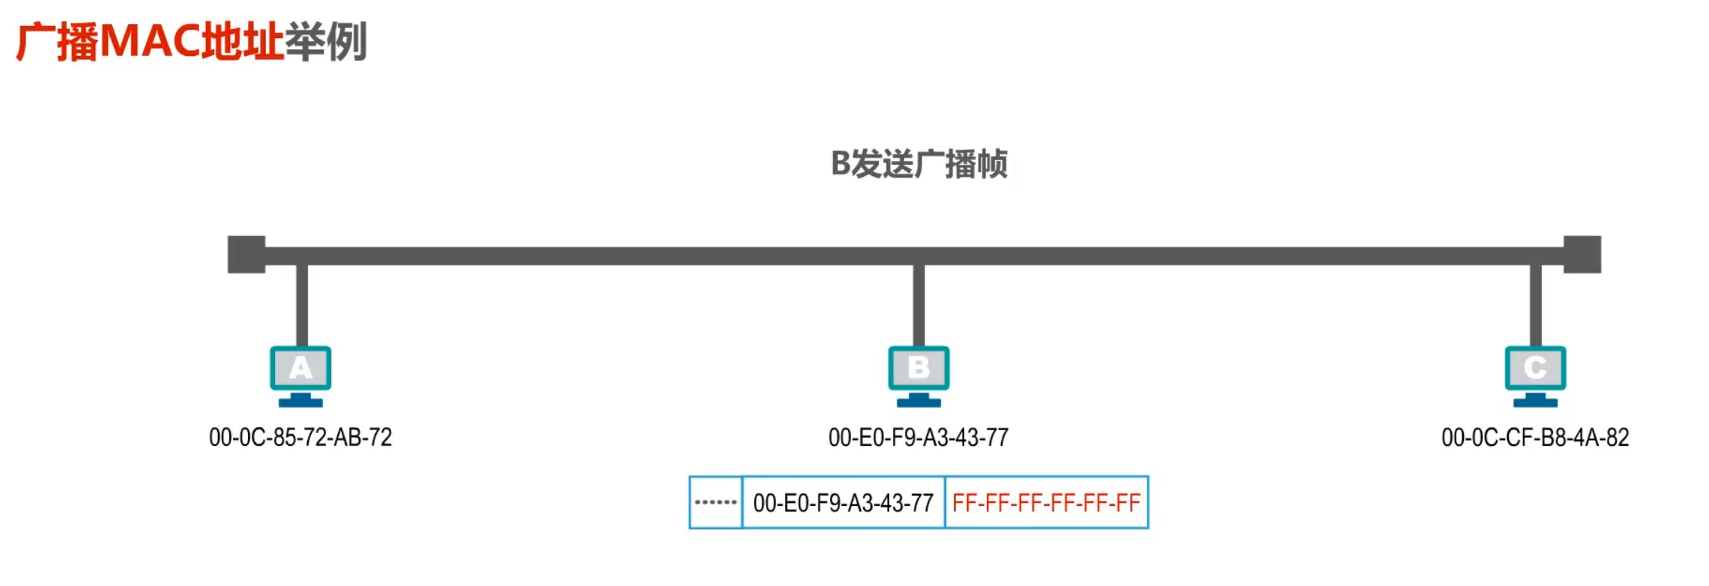 广播MAC地址举例
B发送广播帧
A
B
C
00-0C-85-72-AB-72
00-E0-F9-A3-43-77
00-0C-CF-B8-4A-82
······ 00-E0-F9-A3-43-77 FF-FF-FF-FF-FF-FF